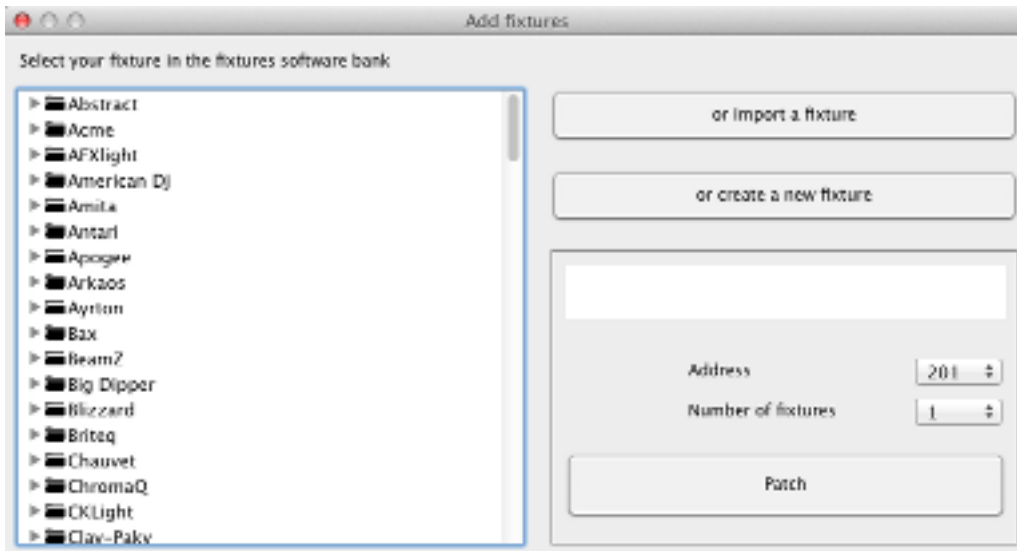 Add fixtures
Select your fixture in the fixtures software bank
Abstract
Acme
AFXlight
American DJ
Amita
Antari
Apogee
Arkaos
Ayrton
Bax
BeamZ
Big Dipper
Blizzard
Briteq
Chauvet
ChromaQ
CKLight
Clay-Paky
or import a fixture
or create a new fixture
Address 201
Number of fixtures 1
Patch